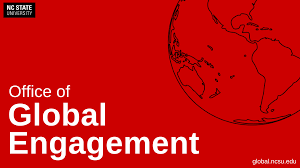 NC STATE
UNIVERSITY
Office of
Global
Engagement
global.ncsu.edu